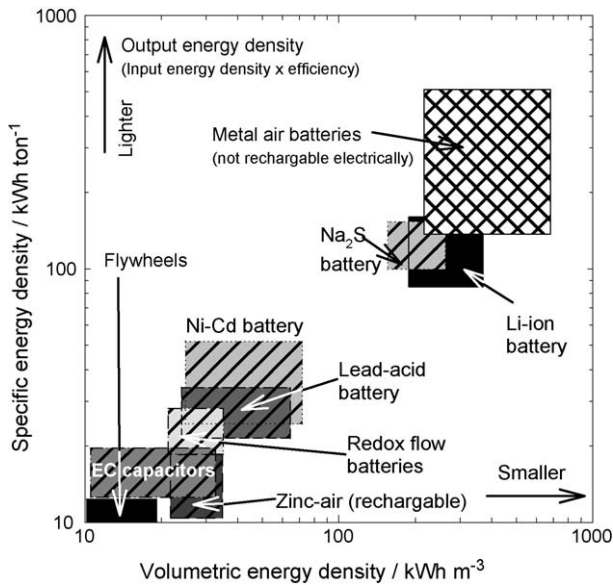 1000
Output energy density
(Input energy density x efficiency)
Lighter
Metal air batteries
(not rechargable electrically)
Specific energy density / kWh ton⁻¹
Na₂S
battery
100
Flywheels
Li-ion
battery
Ni-Cd battery
Lead-acid
battery
Redox flow
batteries
EC capacitors
Smaller
Zinc-air (rechargable)
10
10
100
1000
Volumetric energy density / kWh m⁻³